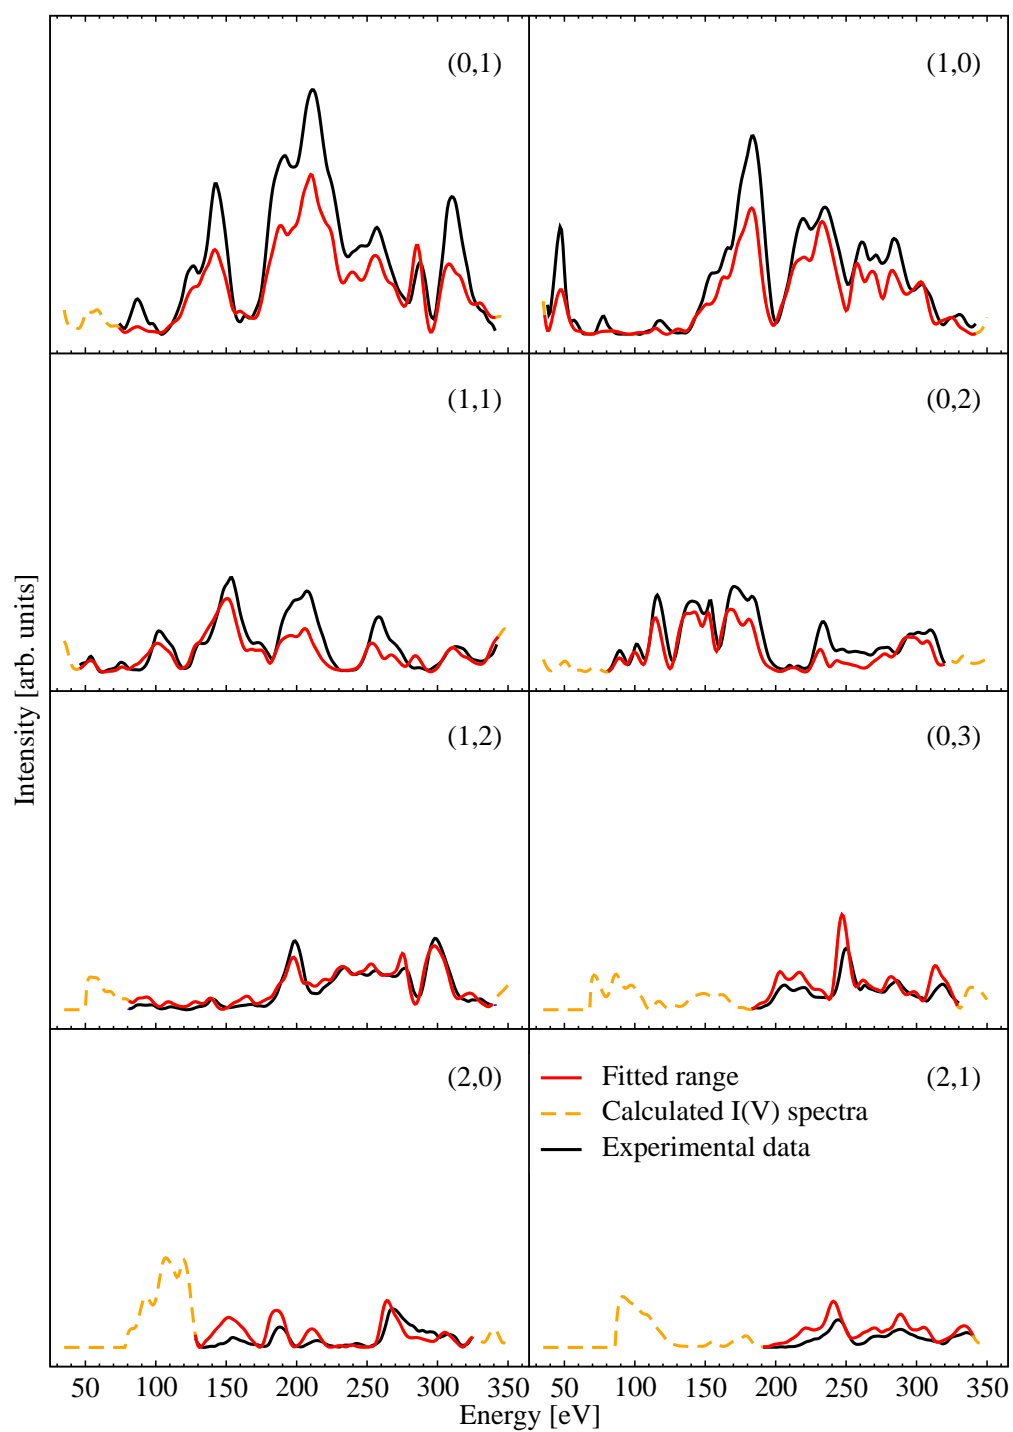 (0,1)
(1,0)
(1,1)
(0,2)
Intensity [arb. units]
(1,2)
(0,3)
(2,0)
(2,1)
Fitted range
Calculated I(V) spectra
Experimental data
50 100 150 200 250 300 350 50 100 150 200 250 300 350
Energy [eV]